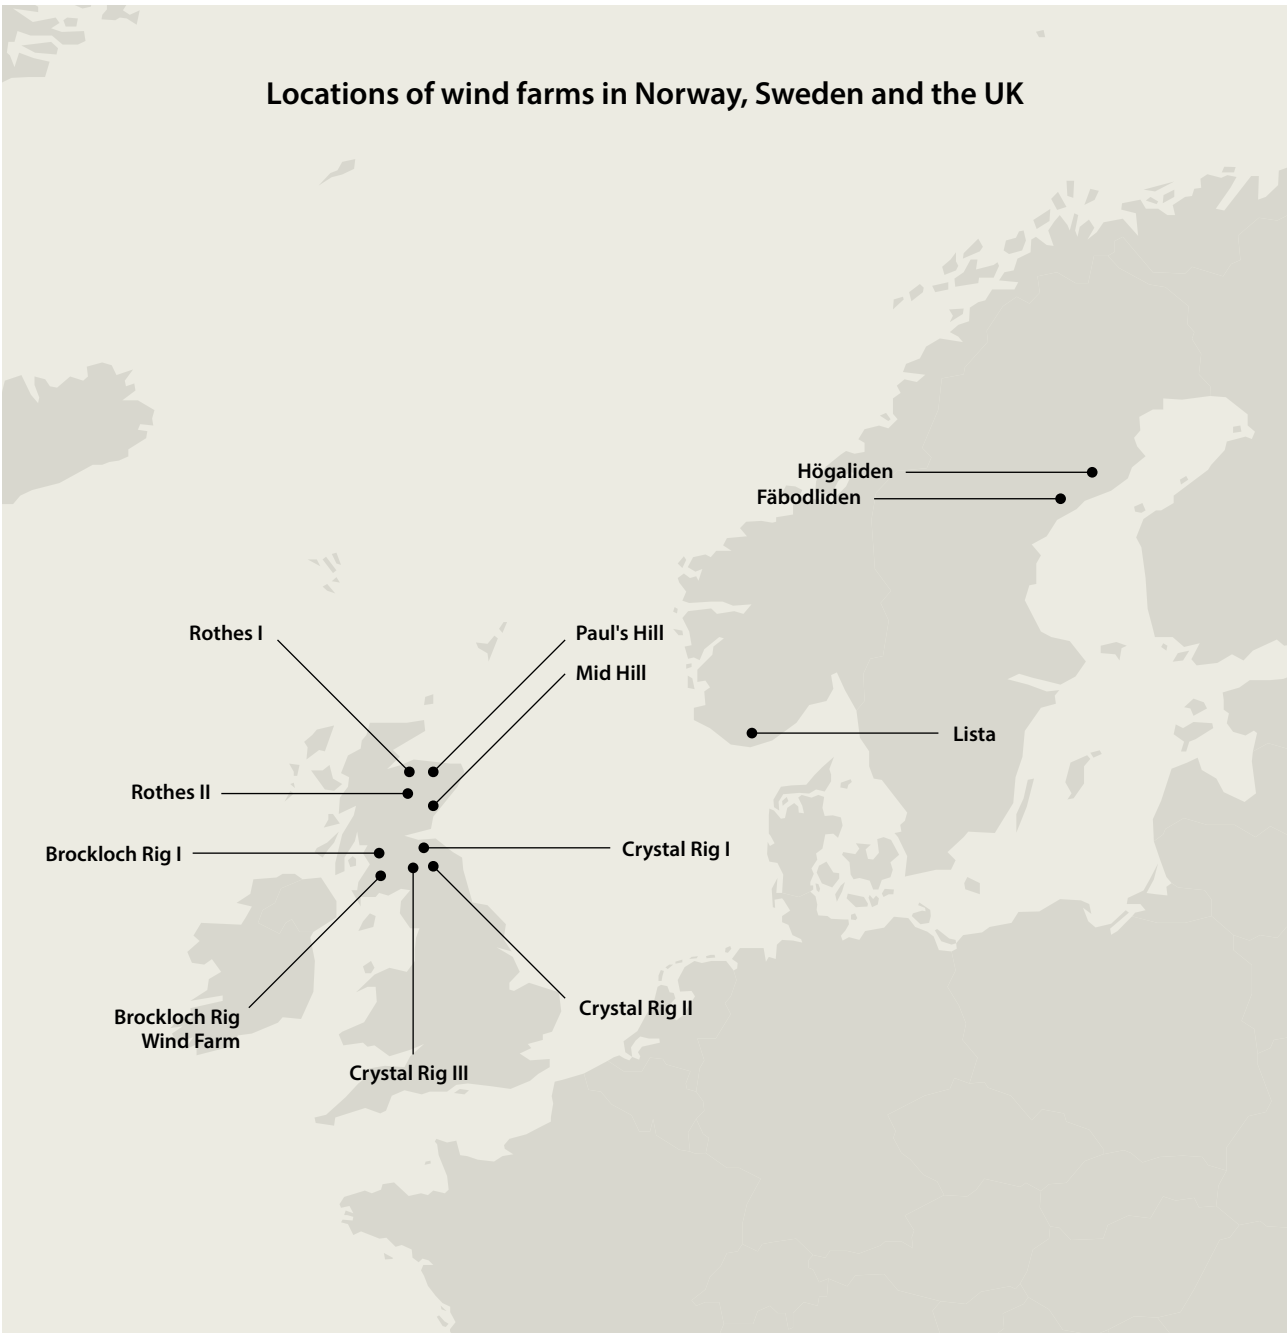 Locations of wind farms in Norway, Sweden and the UK
Högaliden
Fäbodliden
Rothes I
Paul's Hill
Mid Hill
Lista
Rothes II
Brockloch Rig I
Crystal Rig I
Crystal Rig II
Brockloch Rig
Wind Farm
Crystal Rig III